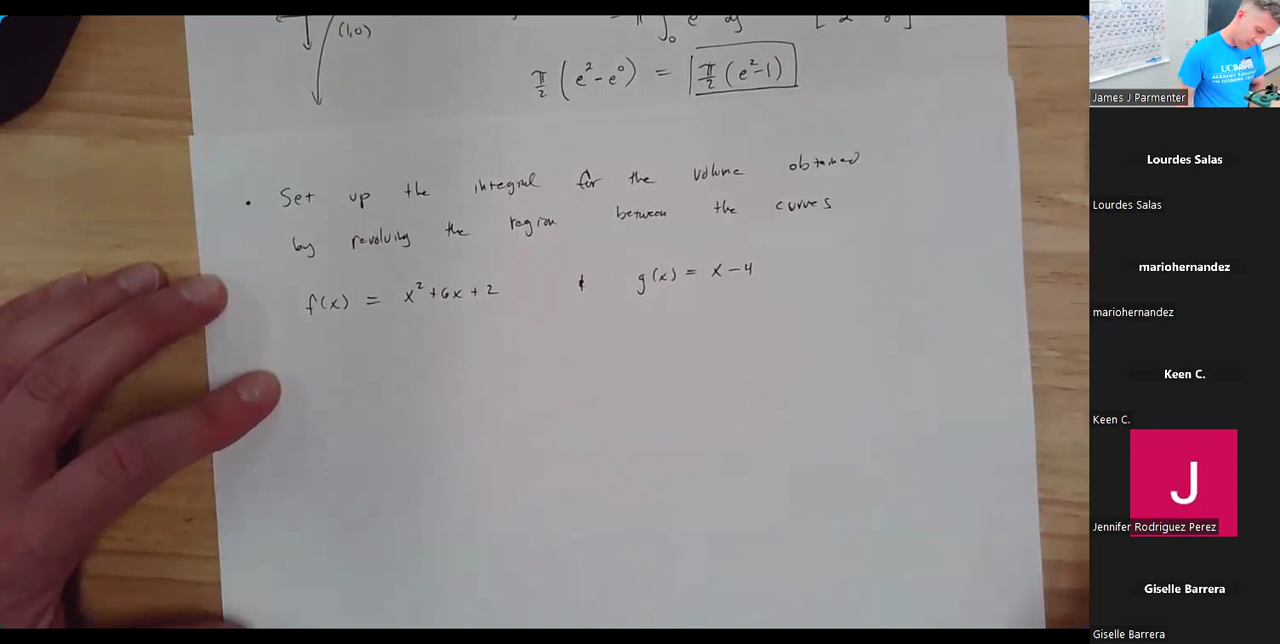 (1,0)
π/2 (e² - e⁰) = π/2 (e² - 1)
• Set up the integral for the volume obtained
by revolving the region between the curves
f(x) = x² + 6x + 2 & g(x) = x - 4
James J Parmenter
Lourdes Salas
Lourdes Salas
mariohernandez
mariohernandez
Keen C.
Keen C.
J
Jennifer Rodriguez Perez
Giselle Barrera
Giselle Barrera